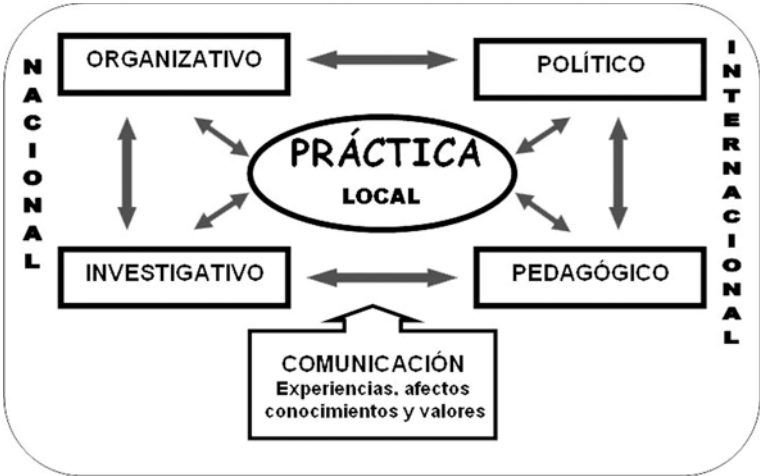 NACIONAL
ORGANIZATIVO
POLÍTICO
INTERNACIONAL
PRÁCTICA
LOCAL
INVESTIGATIVO
PEDAGÓGICO
COMUNICACIÓN
Experiencias, afectos
conocimientos y valores